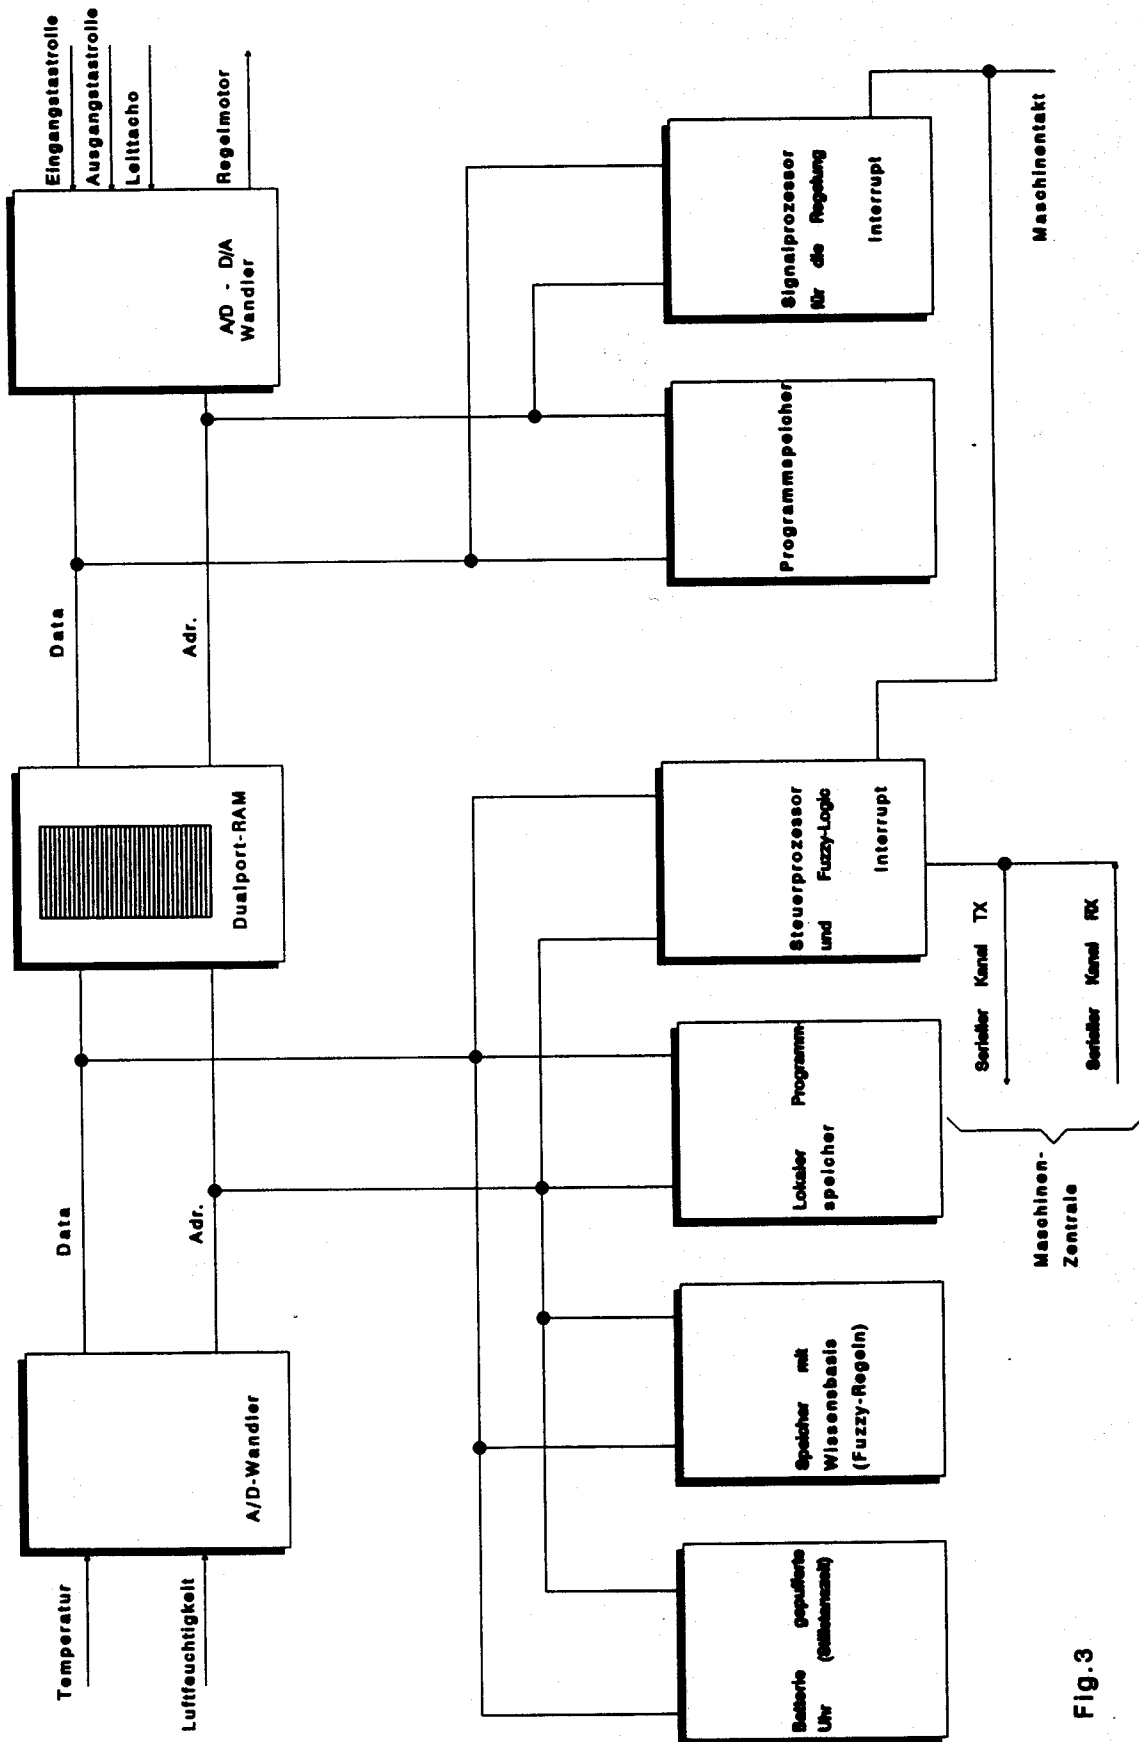 Temperatur
Luftfeuchtigkeit
A/D-Wandler
Data
Adr.
Dualport-RAM
Data
Adr.
A/D - D/A
Wandler
Eingangstastrolle
Ausgangstastrolle
Leittacho
Regelmotor
Batterie gepufferte
Uhr (Stillstandszeit)
Speicher mit
Wissensbasis
(Fuzzy-Regeln)
Lokaler Programm-
speicher
Steuerprozessor
und Fuzzy-Logic
Interrupt
Programmspeicher
Signalprozessor
für die Regelung
Interrupt
Serieller Kanal TX
Serieller Kanal RX
Maschinen-
Zentrale
Maschinentakt
Fig.3